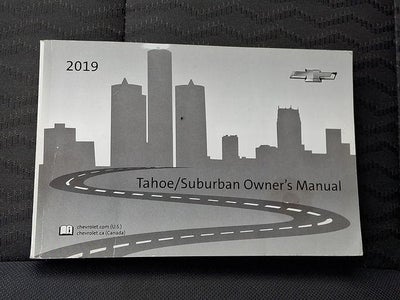 2019
Tahoe/Suburban Owner's Manual
chevrolet.com (U.S.)
chevrolet.ca (Canada)